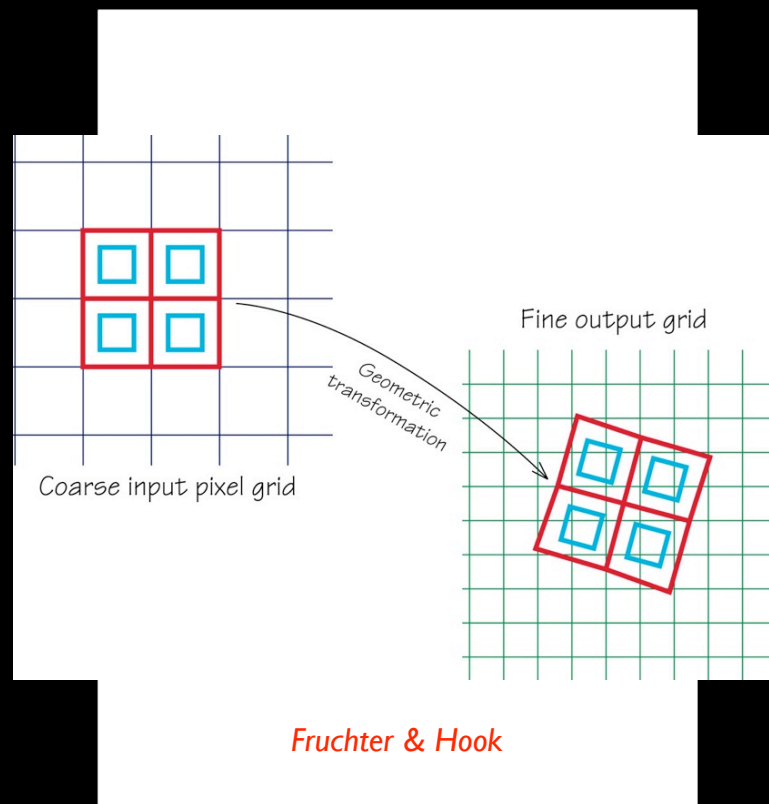 Fine output grid
Geometric
transformation
Coarse input pixel grid
Fruchter & Hook